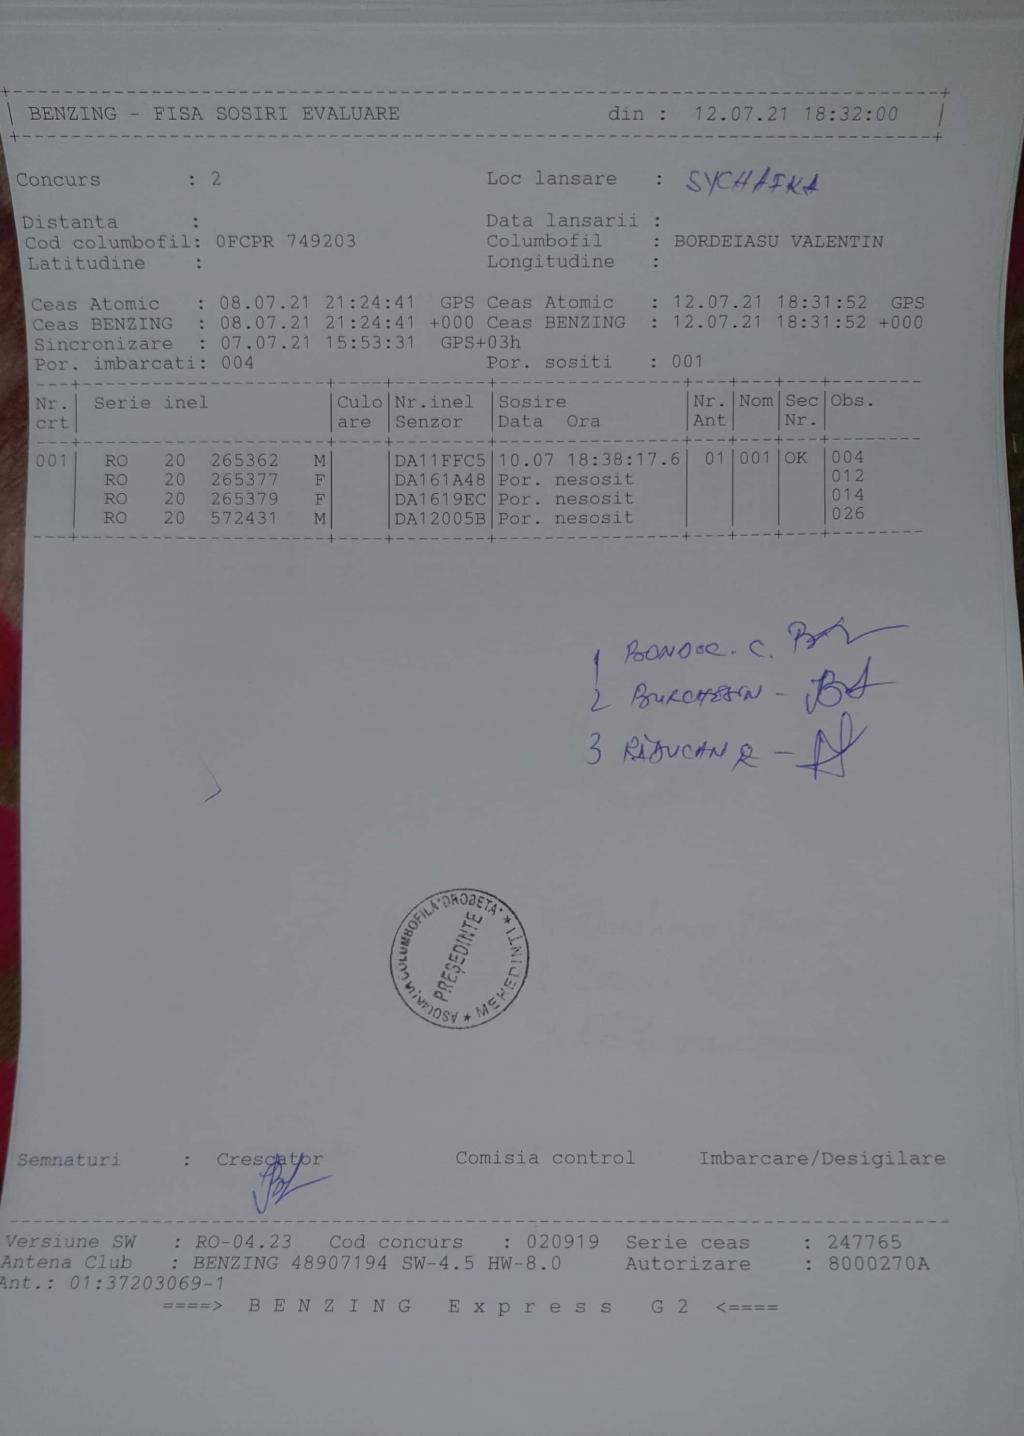 BENZING - FISA SOSIRI EVALUARE din : 12.07.21 18:32:00
Concurs : 2 Loc lansare : SYCHAFKA
Distanta : Data lansarii :
Cod columbofil: 0FCPR 749203 Columbofil : BORDEIASU VALENTIN
Latitudine : Longitudine :
Ceas Atomic : 08.07.21 21:24:41 GPS Ceas Atomic : 12.07.21 18:31:52 GPS
Ceas BENZING : 08.07.21 21:24:41 +000 Ceas BENZING : 12.07.21 18:31:52 +000
Sincronizare : 07.07.21 15:53:31 GPS+03h
Por. imbarcati: 004 Por. sositi : 001
Nr. Serie inel Culo Nr.inel Sosire Nr. Nom Sec Obs.
crt are Senzor Data Ora Ant Nr.
001 RO 20 265362 M DA11FFC5 10.07 18:38:17.6 01 001 OK 004
RO 20 265377 F DA161A48 Por. nesosit 012
RO 20 265379 F DA1619EC Por. nesosit 014
RO 20 572431 M DA12005B Por. nesosit 026
1 BONDOC. C.
2
3 RĂDUCAN R -
ASOCIAȚIA COLUMBOFILĂ "DROBETA" * MEHEDINȚI *
PREȘEDINTE
Semnaturi : Crescator Comisia control Imbarcare/Desigilare
Versiune SW : RO-04.23 Cod concurs : 020919 Serie ceas : 247765
Antena Club : BENZING 48907194 SW-4.5 HW-8.0 Autorizare : 8000270A
Ant.: 01:37203069-1
====> B E N Z I N G E x p r e s s G 2 <====